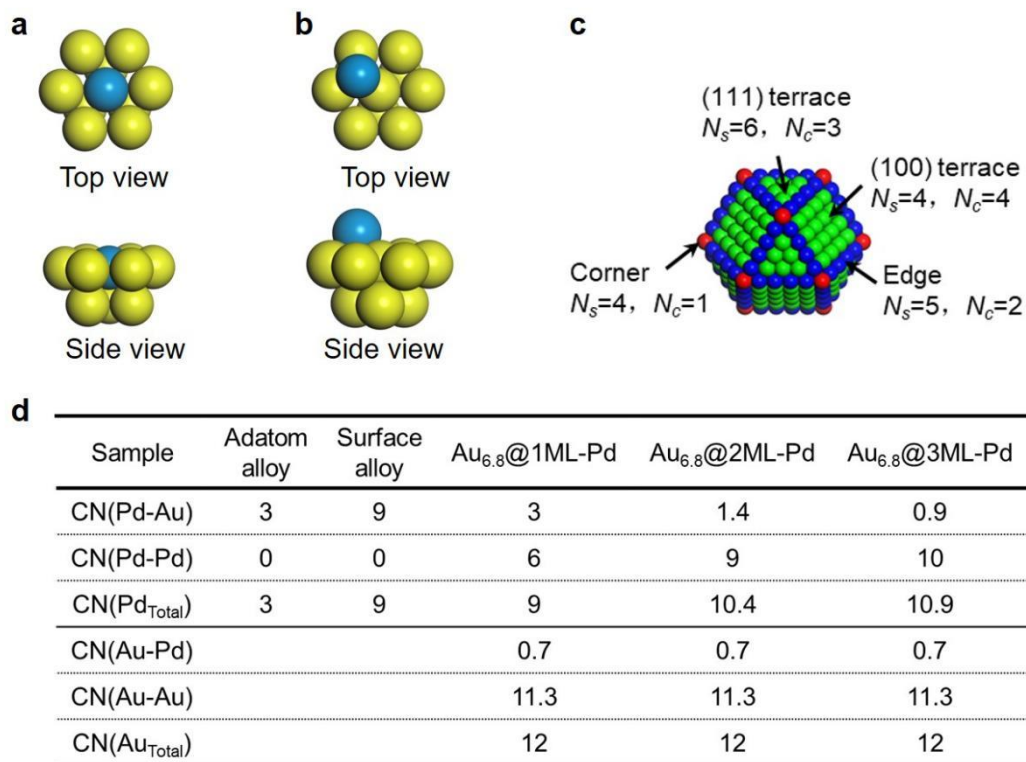 a
b
c
Top view
Top view
Side view
Side view
(111) terrace
Ns=6, Nc=3
(100) terrace
Ns=4, Nc=4
Corner
Ns=4, Nc=1
Edge
Ns=5, Nc=2
d
Sample Adatom alloy Surface alloy Au6.8@1ML-Pd Au6.8@2ML-Pd Au6.8@3ML-Pd
CN(Pd-Au) 3 9 3 1.4 0.9
CN(Pd-Pd) 0 0 6 9 10
CN(PdTotal) 3 9 9 10.4 10.9
CN(Au-Pd) 0.7 0.7 0.7
CN(Au-Au) 11.3 11.3 11.3
CN(AuTotal) 12 12 12